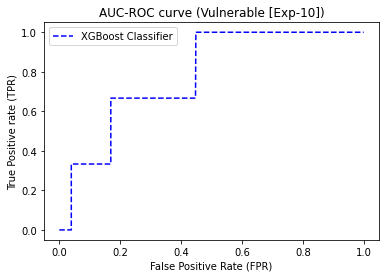 AUC-ROC curve (Vulnerable [Exp-10])
XGBoost Classifier
True Positive rate (TPR)
1.0
0.8
0.6
0.4
0.2
0.0
0.0 0.2 0.4 0.6 0.8 1.0
False Positive Rate (FPR)